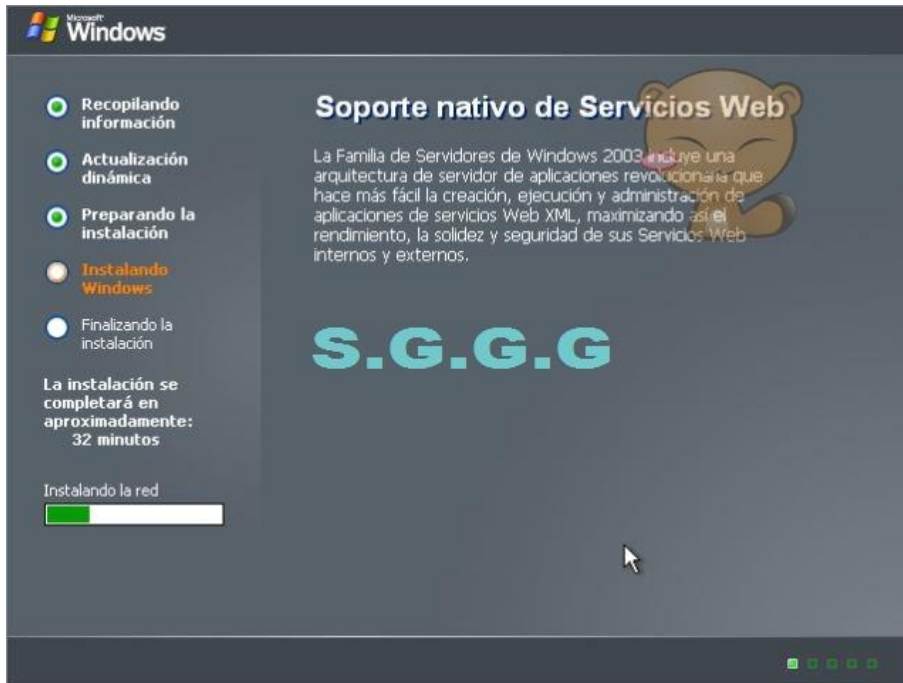 Microsoft
Windows
Recopilando
información
Actualización
dinámica
Preparando la
instalación
Instalando
Windows
Finalizando la
instalación
La instalación se
completará en
aproximadamente:
32 minutos
Instalando la red
Soporte nativo de Servicios Web
La Familia de Servidores de Windows 2003 incluye una
arquitectura de servidor de aplicaciones revolucionaria que
hace más fácil la creación, ejecución y administración de
aplicaciones de servicios Web XML, maximizando así el
rendimiento, la solidez y seguridad de sus Servicios Web
internos y externos.
S.G.G.G